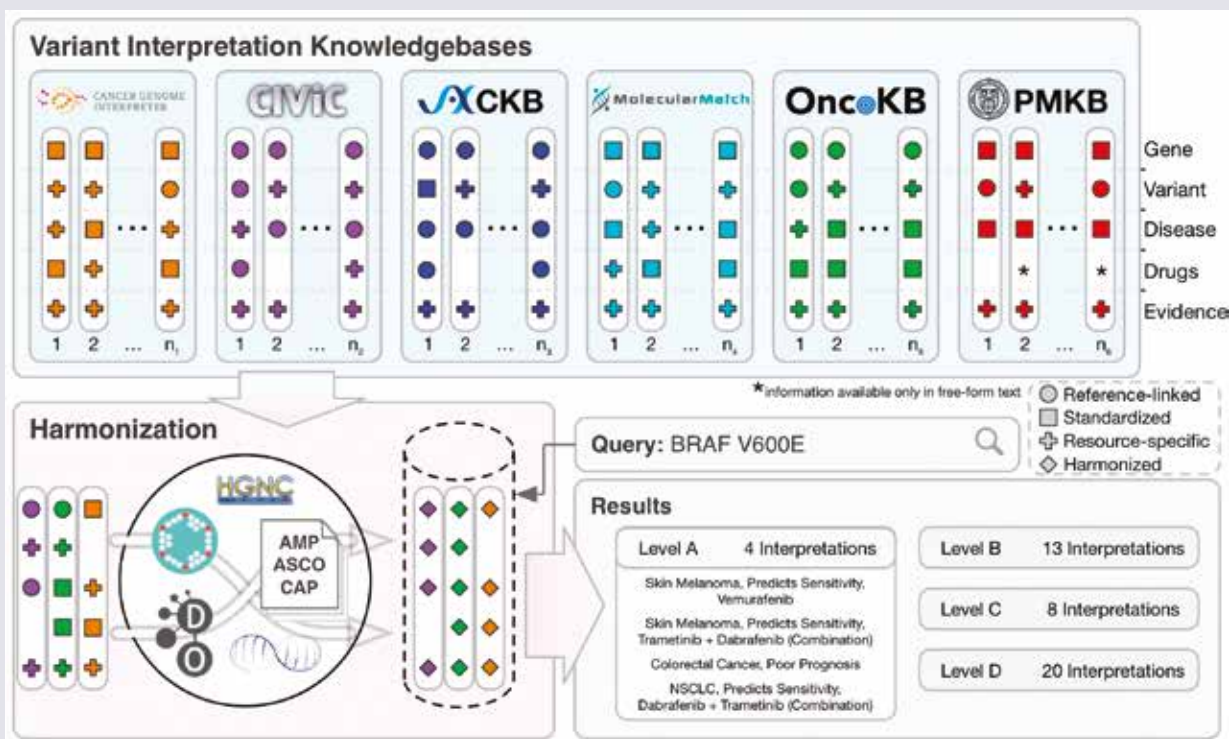 Variant Interpretation Knowledgebases
CANCER GENOME
INTERPRETER
CIViC
JAX CKB
MolecularMatch
OncoKB
PMKB
Gene
Variant
Disease
Drugs
Evidence
1 2 ... n₁
1 2 ... n₂
1 2 ... n₃
1 2 ... n₄
1 2 ... n₅
1 2 ... n₆
*information available only in free-form text
Reference-linked
Standardized
Resource-specific
Harmonized
Harmonization
HGNC
AMP
ASCO
CAP
D
O
Query: BRAF V600E
Results
Level A 4 Interpretations
Skin Melanoma, Predicts Sensitivity,
Vemurafenib
Skin Melanoma, Predicts Sensitivity,
Trametinib + Dabrafenib (Combination)
Colorectal Cancer, Poor Prognosis
NSCLC, Predicts Sensitivity,
Dabrafenib + Trametinib (Combination)
Level B 13 Interpretations
Level C 8 Interpretations
Level D 20 Interpretations